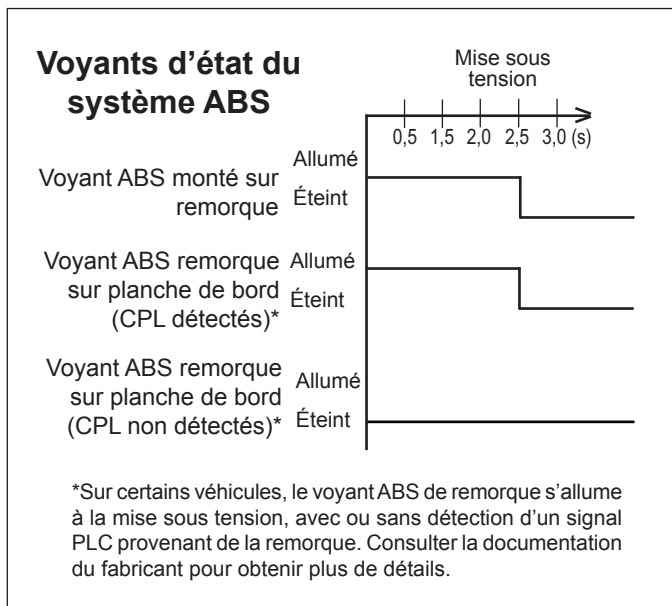 Voyants d’état du
système ABS
Mise sous
tension
0,5 1,5 2,0 2,5 3,0 (s)
Voyant ABS monté sur
remorque
Allumé
Éteint
Voyant ABS remorque
sur planche de bord
(CPL détectés)*
Allumé
Éteint
Voyant ABS remorque
sur planche de bord
(CPL non détectés)*
Allumé
Éteint
*Sur certains véhicules, le voyant ABS de remorque s’allume
à la mise sous tension, avec ou sans détection d’un signal
PLC provenant de la remorque. Consulter la documentation
du fabricant pour obtenir plus de détails.